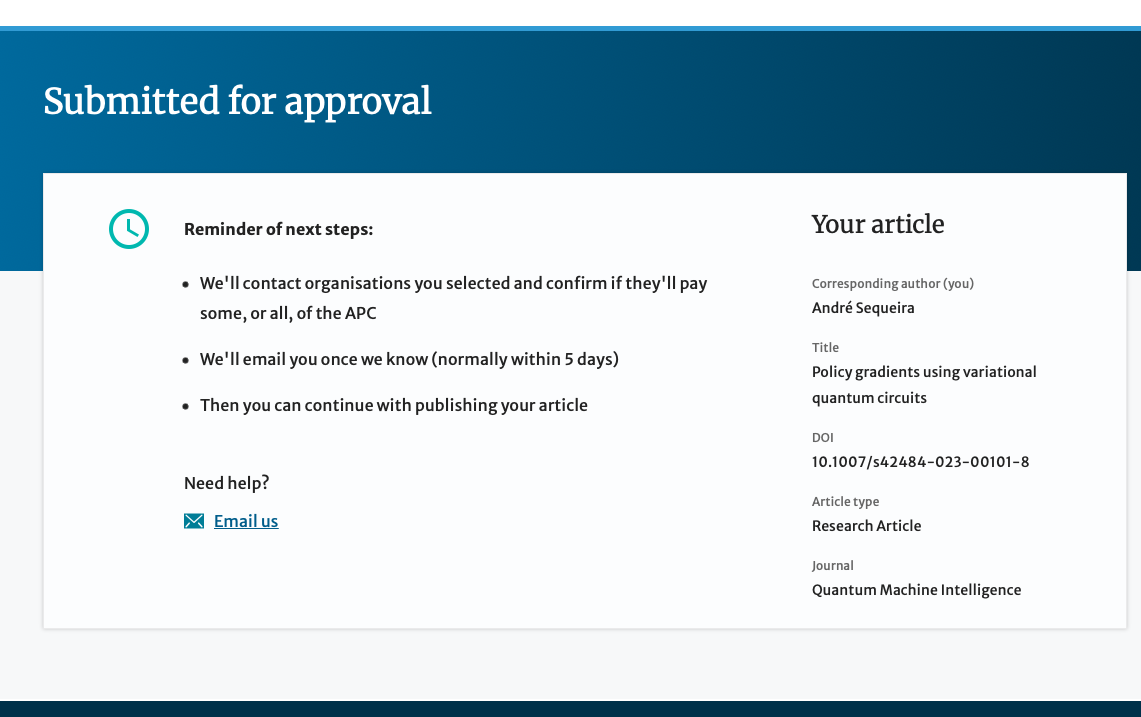 Submitted for approval
Reminder of next steps:
We'll contact organisations you selected and confirm if they'll pay
some, or all, of the APC
We'll email you once we know (normally within 5 days)
Then you can continue with publishing your article
Need help?
Email us
Your article
Corresponding author (you)
André Sequeira
Title
Policy gradients using variational
quantum circuits
DOI
10.1007/s42484-023-00101-8
Article type
Research Article
Journal
Quantum Machine Intelligence